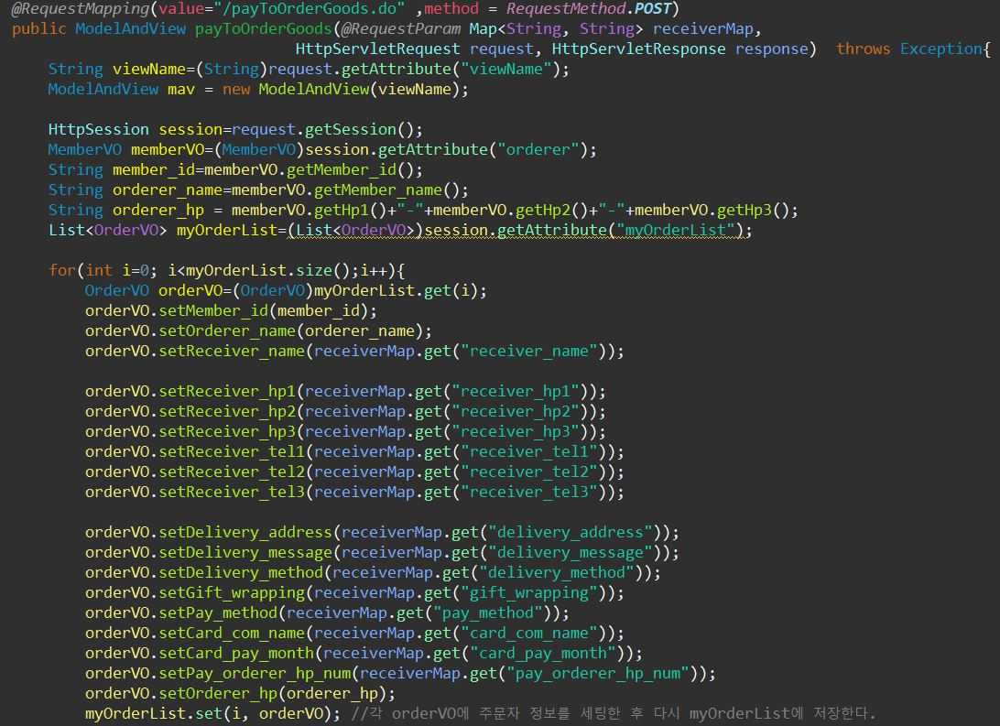 @RequestMapping(value="/payToOrderGoods.do" ,method = RequestMethod.POST)
public ModelAndView payToOrderGoods(@RequestParam Map<String, String> receiverMap,
HttpServletRequest request, HttpServletResponse response)  throws Exception{
String viewName=(String)request.getAttribute("viewName");
ModelAndView mav = new ModelAndView(viewName);
HttpSession session=request.getSession();
MemberVO memberVO=(MemberVO)session.getAttribute("orderer");
String member_id=memberVO.getMember_id();
String orderer_name=memberVO.getMember_name();
String orderer_hp = memberVO.getHp1()+"-"+memberVO.getHp2()+"-"+memberVO.getHp3();
List<OrderVO> myOrderList=(List<OrderVO>)session.getAttribute("myOrderList");
for(int i=0; i<myOrderList.size();i++){
OrderVO orderVO=(OrderVO)myOrderList.get(i);
orderVO.setMember_id(member_id);
orderVO.setOrderer_name(orderer_name);
orderVO.setReceiver_name(receiverMap.get("receiver_name"));
orderVO.setReceiver_hp1(receiverMap.get("receiver_hp1"));
orderVO.setReceiver_hp2(receiverMap.get("receiver_hp2"));
orderVO.setReceiver_hp3(receiverMap.get("receiver_hp3"));
orderVO.setReceiver_tel1(receiverMap.get("receiver_tel1"));
orderVO.setReceiver_tel2(receiverMap.get("receiver_tel2"));
orderVO.setReceiver_tel3(receiverMap.get("receiver_tel3"));
orderVO.setDelivery_address(receiverMap.get("delivery_address"));
orderVO.setDelivery_message(receiverMap.get("delivery_message"));
orderVO.setDelivery_method(receiverMap.get("delivery_method"));
orderVO.setGift_wrapping(receiverMap.get("gift_wrapping"));
orderVO.setPay_method(receiverMap.get("pay_method"));
orderVO.setCard_com_name(receiverMap.get("card_com_name"));
orderVO.setCard_pay_month(receiverMap.get("card_pay_month"));
orderVO.setPay_orderer_hp_num(receiverMap.get("pay_orderer_hp_num"));
orderVO.setOrderer_hp(orderer_hp);
myOrderList.set(i, orderVO); //각 orderVO에 주문자 정보를 세팅한 후 다시 myOrderList에 저장한다.